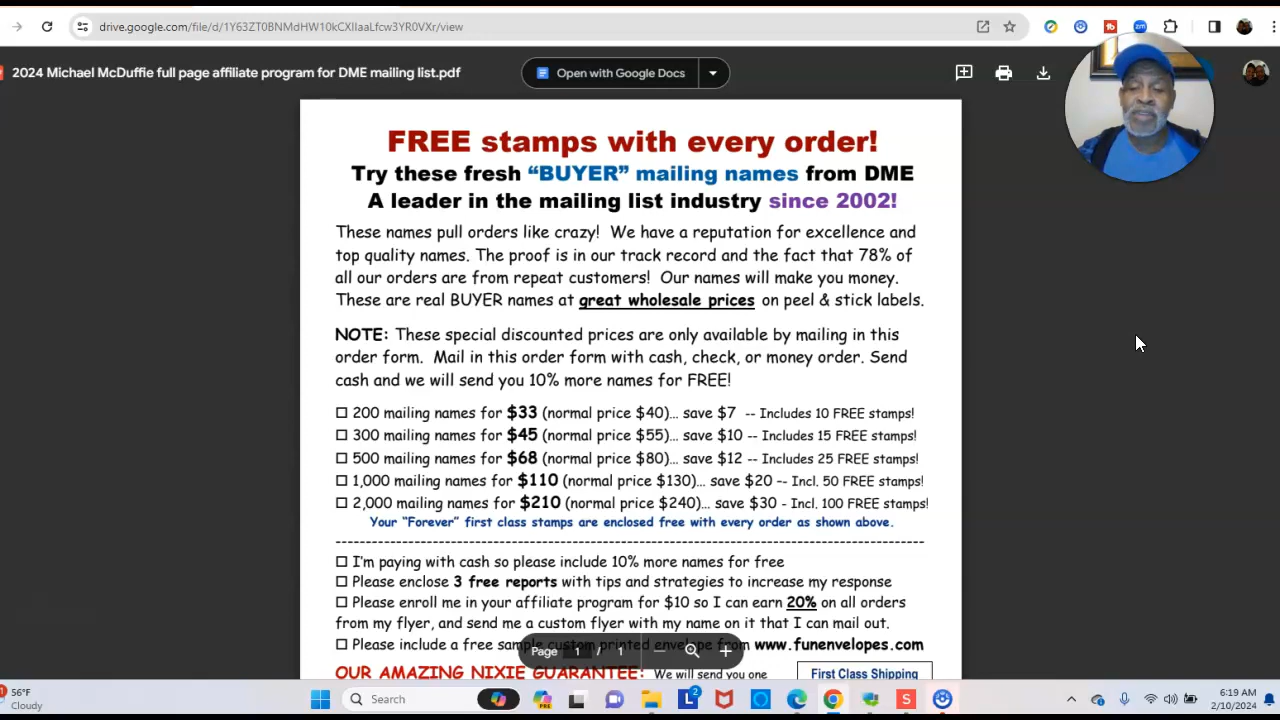 drive.google.com/file/d/1Y63ZT0BNMdHW10kCXIIaaLfcw3YR0VXr/view
2024 Michael McDuffie full page affiliate program for DME mailing list.pdf
Open with Google Docs
FREE stamps with every order!
Try these fresh “BUYER” mailing names from DME
A leader in the mailing list industry since 2002!
These names pull orders like crazy! We have a reputation for excellence and
top quality names. The proof is in our track record and the fact that 78% of
all our orders are from repeat customers! Our names will make you money.
These are real BUYER names at great wholesale prices on peel & stick labels.
NOTE: These special discounted prices are only available by mailing in this
order form. Mail in this order form with cash, check, or money order. Send
cash and we will send you 10% more names for FREE!
200 mailing names for $33 (normal price $40)... save $7 -- Includes 10 FREE stamps!
300 mailing names for $45 (normal price $55)... save $10 -- Includes 15 FREE stamps!
500 mailing names for $68 (normal price $80)... save $12 -- Includes 25 FREE stamps!
1,000 mailing names for $110 (normal price $130)... save $20 -- Incl. 50 FREE stamps!
2,000 mailing names for $210 (normal price $240)... save $30 - Incl. 100 FREE stamps!
Your “Forever” first class stamps are enclosed free with every order as shown above.
I’m paying with cash so please include 10% more names for free
Please enclose 3 free reports with tips and strategies to increase my response
Please enroll me in your affiliate program for $10 so I can earn 20% on all orders
from my flyer, and send me a custom flyer with my name on it that I can mail out.
Please include a free sample custom printed envelope from www.funenvelopes.com
Page 1 / 1
OUR AMAZING NIXIE GUARANTEE: We will send you one
First Class Shipping
56°F
Cloudy
Search
6:19 AM
2/10/2024